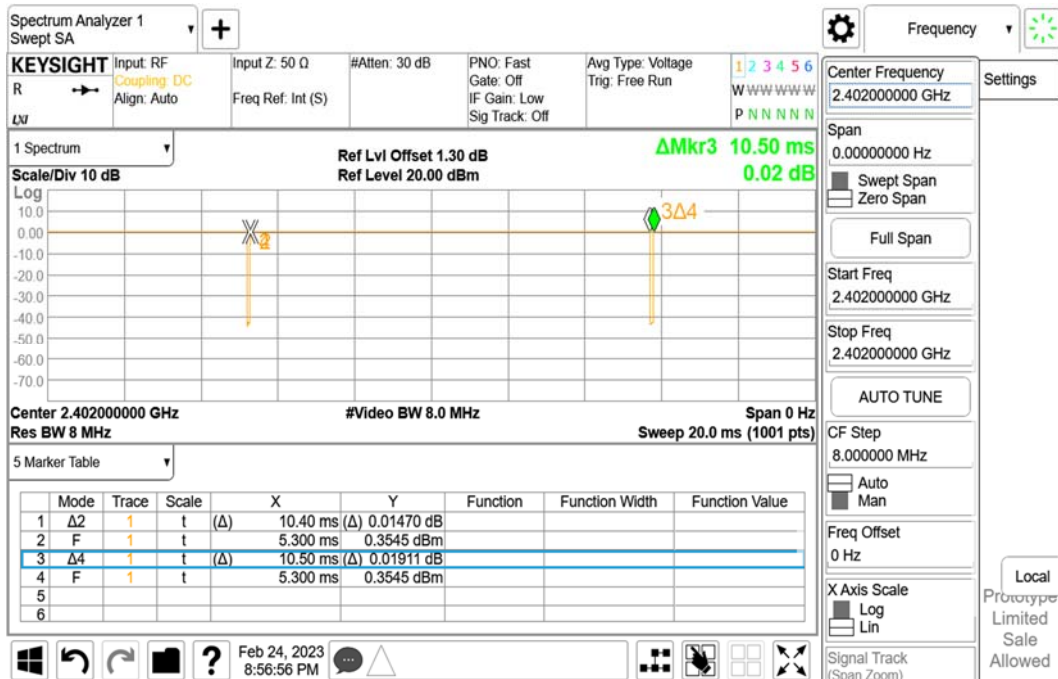 Spectrum Analyzer 1
Swept SA
Frequency
KEYSIGHT
R
LXI
Input: RF
Coupling: DC
Align: Auto
Input Z: 50 Ω
Freq Ref: Int (S)
#Atten: 30 dB
PNO: Fast
Gate: Off
IF Gain: Low
Sig Track: Off
Avg Type: Voltage
Trig: Free Run
1 2 3 4 5 6
W W W W W W
P N N N N N
1 Spectrum
Scale/Div 10 dB
Ref Lvl Offset 1.30 dB
Ref Level 20.00 dBm
ΔMkr3 10.50 ms
0.02 dB
Log
10.0
0.00
-10.0
-20.0
-30.0
-40.0
-50.0
-60.0
-70.0
3Δ4
Center 2.402000000 GHz
#Video BW 8.0 MHz
Span 0 Hz
Res BW 8 MHz
Sweep 20.0 ms (1001 pts)
5 Marker Table
Mode Trace Scale X Y Function Function Width Function Value
1 Δ2 1 t (Δ) 10.40 ms (Δ) 0.01470 dB
2 F 1 t 5.300 ms 0.3545 dBm
3 Δ4 1 t (Δ) 10.50 ms (Δ) 0.01911 dB
4 F 1 t 5.300 ms 0.3545 dBm
5
6
?
Feb 24, 2023
8:56:56 PM
Center Frequency
2.402000000 GHz
Settings
Span
0.00000000 Hz
Swept Span
Zero Span
Full Span
Start Freq
2.402000000 GHz
Stop Freq
2.402000000 GHz
AUTO TUNE
CF Step
8.000000 MHz
Auto
Man
Freq Offset
0 Hz
X Axis Scale
Log
Lin
Signal Track
(Span Zoom)
Local
Prototype
Limited
Sale
Allowed